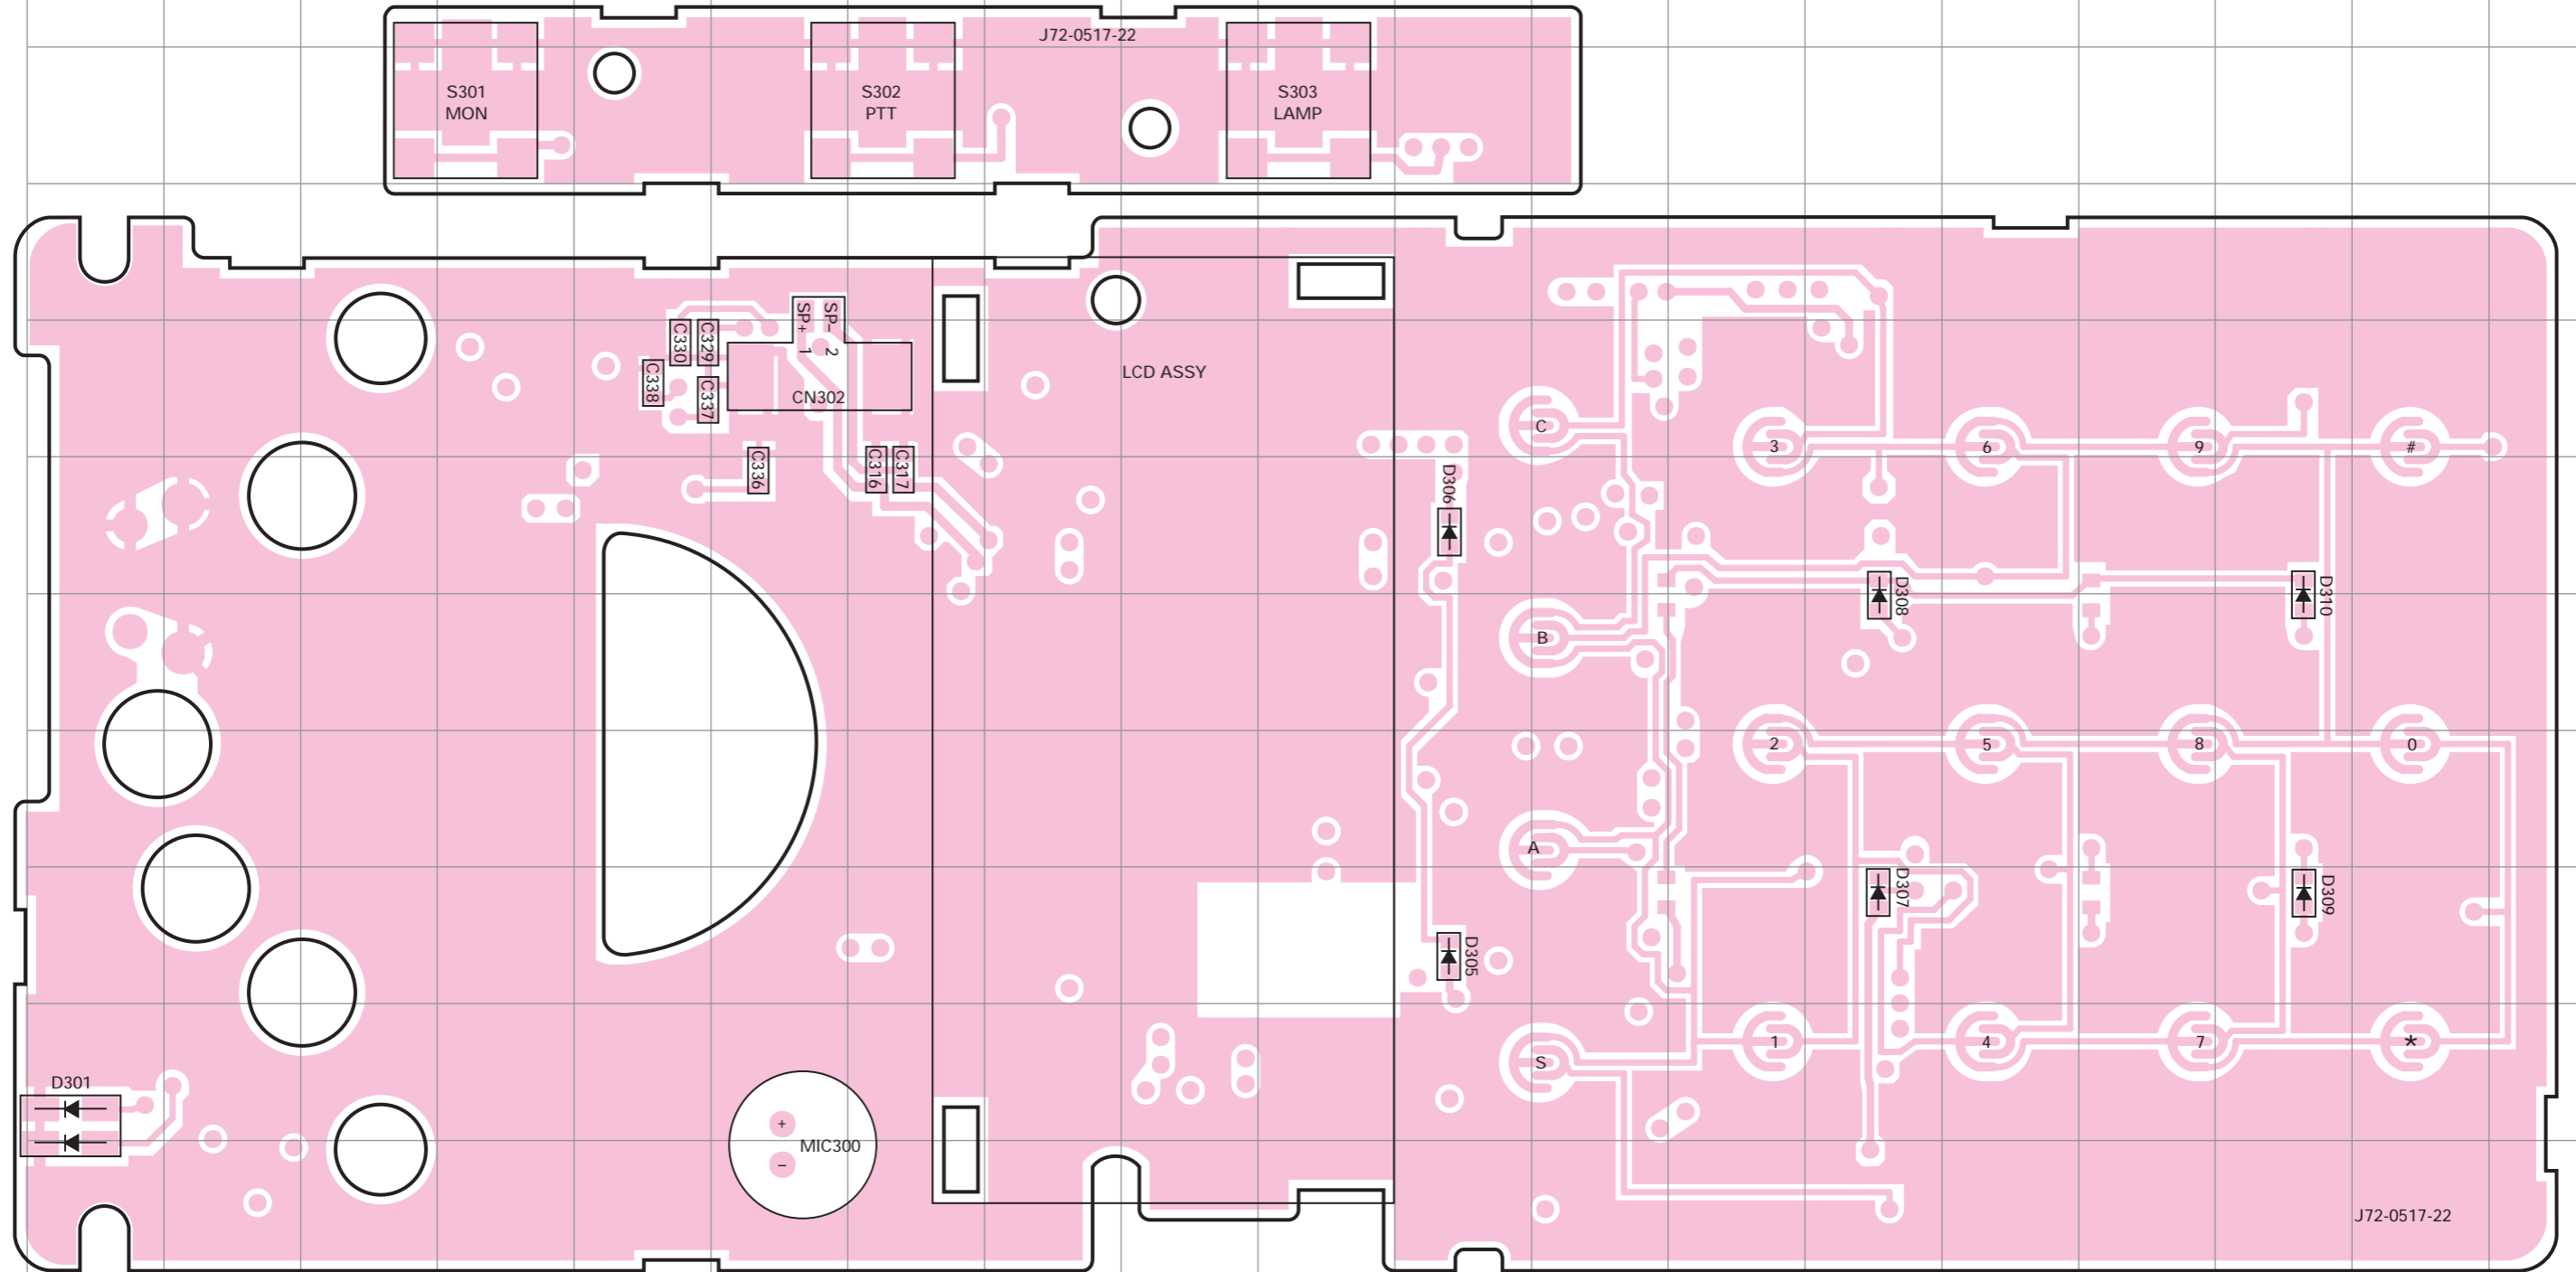 J72-0517-22
S301
MON
S302
PTT
S303
LAMP
SP+
SP−
1
2
C330
C329
C338
C337
CN302
LCD ASSY
C336
C316
C317
C
3
6
9
#
D306
D308
D310
B
2
5
8
0
A
D307
D309
D305
S
1
4
7
*
D301
+
MIC300
−
J72-0517-22